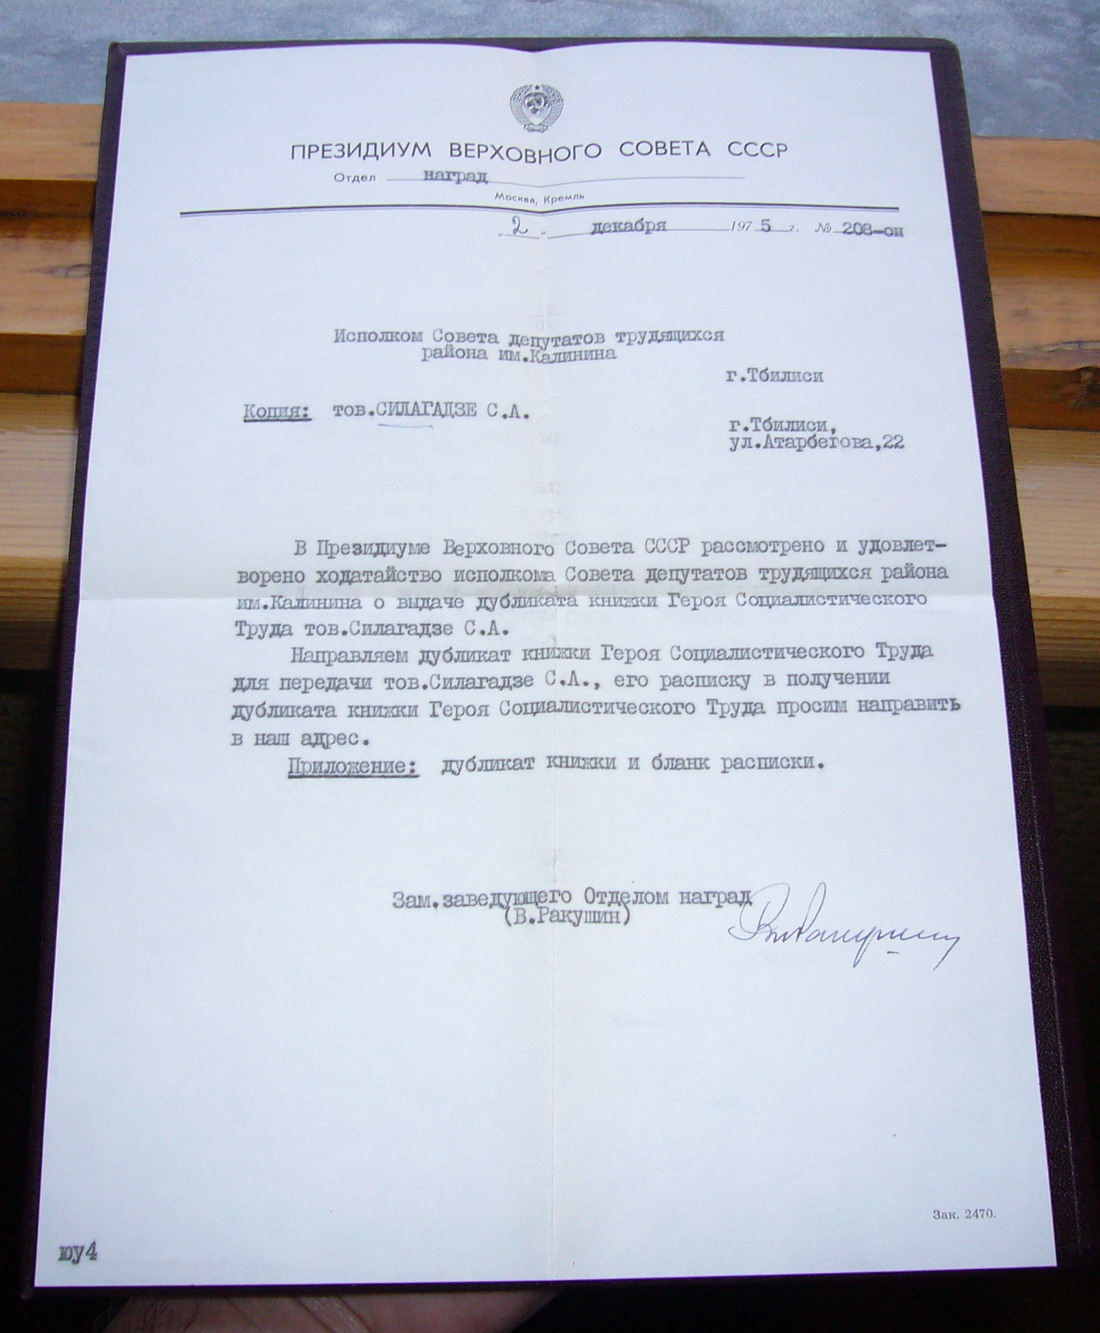 ПРЕЗИДИУМ ВЕРХОВНОГО СОВЕТА СССР
Отдел наград
Москва, Кремль
„2„ декабря 1975 г. № 208-он
Исполком Совета депутатов трудящихся
района им.Калинина
г.Тбилиси
Копия: тов.СИЛАГАДЗЕ С.А.
г.Тбилиси,
ул.Атарбегова,22
В Президиуме Верховного Совета СССР рассмотрено и удовлет-
ворено ходатайство исполкома Совета депутатов трудящихся района
им.Калинина о выдаче дубликата книжки Героя Социалистического
Труда тов.Силагадзе С.А.
Направляем дубликат книжки Героя Социалистического Труда
для передачи тов.Силагадзе С.А., его расписку в получении
дубликата книжки Героя Социалистического Труда просим направить
в наш адрес.
Приложение: дубликат книжки и бланк расписки.
Зам.заведующего Отделом наград
(В.Ракушин)
Зак. 2470.
юу4